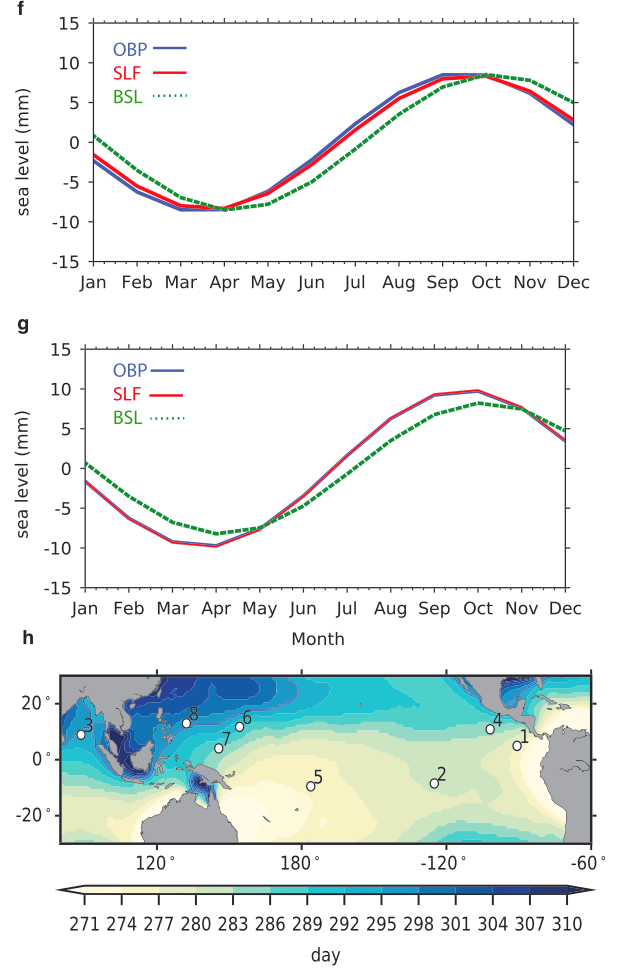 f
15
10
5
0
-5
-10
-15
sea level (mm)
OBP
SLF
BSL
Jan Feb Mar Apr May Jun Jul Aug Sep Oct Nov Dec
g
15
10
5
0
-5
-10
-15
sea level (mm)
OBP
SLF
BSL
Jan Feb Mar Apr May Jun Jul Aug Sep Oct Nov Dec
Month
h
20°
0°
-20°
3 8 6 7 5 2 4 1
120° 180° -120° -60°
271 274 277 280 283 286 289 292 295 298 301 304 307 310
day